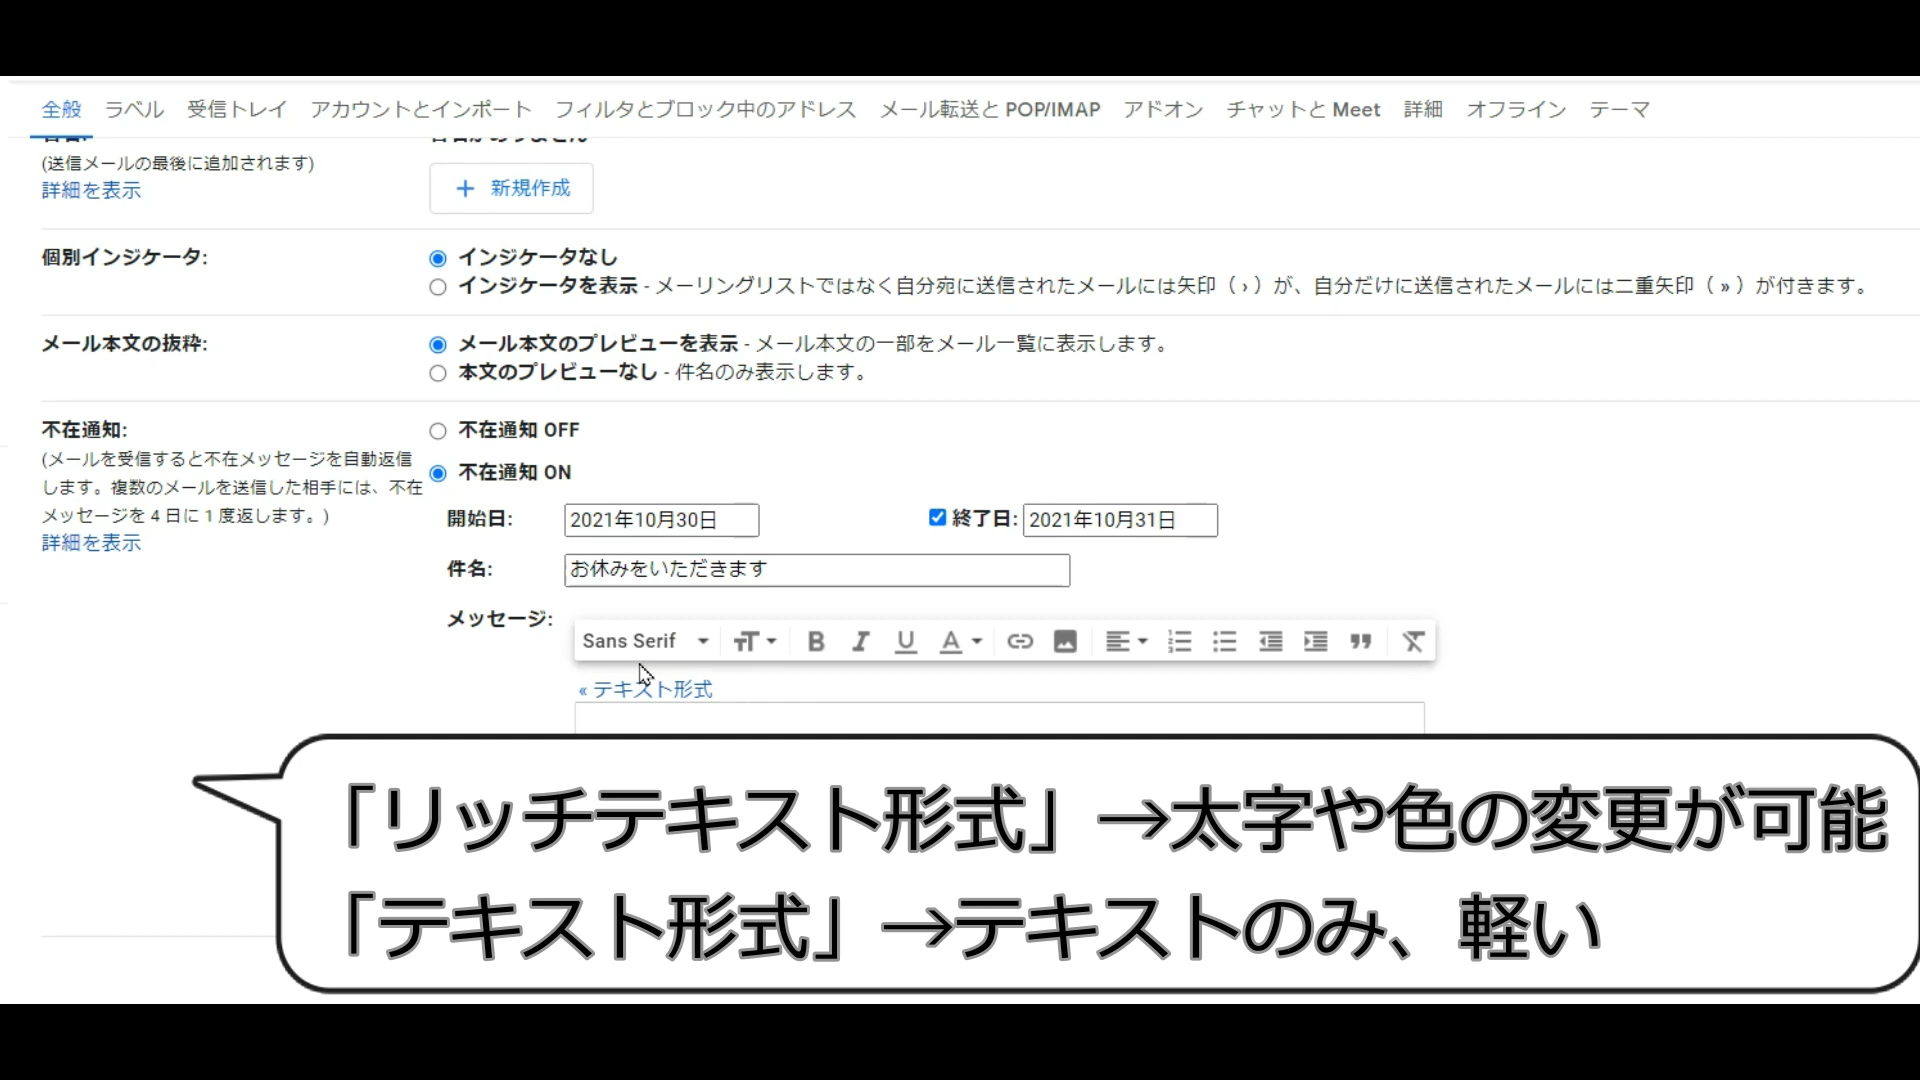 全般 ラベル 受信トレイ アカウントとインポート フィルタとブロック中のアドレス メール転送と POP/IMAP アドオン チャットと Meet 詳細 オフライン テーマ
(送信メールの最後に追加されます)
詳細を表示
+ 新規作成
個別インジケータ:
インジケータなし
インジケータを表示 - メーリングリストではなく自分宛に送信されたメールには矢印（ › ）が、自分だけに送信されたメールには二重矢印（ » ）が付きます。
メール本文の抜粋:
メール本文のプレビューを表示 - メール本文の一部をメール一覧に表示します。
本文のプレビューなし - 件名のみ表示します。
不在通知:
(メールを受信すると不在メッセージを自動返信
します。複数のメールを送信した相手には、不在
メッセージを 4 日に 1 度返します。)
詳細を表示
不在通知 OFF
不在通知 ON
開始日: 2021年10月30日 終了日: 2021年10月31日
件名: お休みをいただきます
メッセージ:
Sans Serif
« テキスト形式
「リッチテキスト形式」→太字や色の変更が可能
「テキスト形式」→テキストのみ、軽い